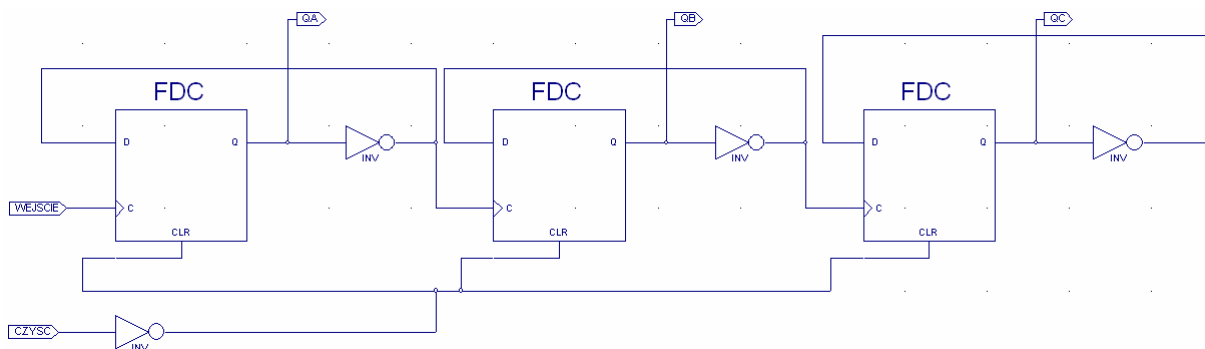 QA
QB
QC
FDC
FDC
FDC
D
Q
INV
D
Q
INV
D
Q
INV
WEJSCIE
C
C
C
CLR
CLR
CLR
CZYSC
INV